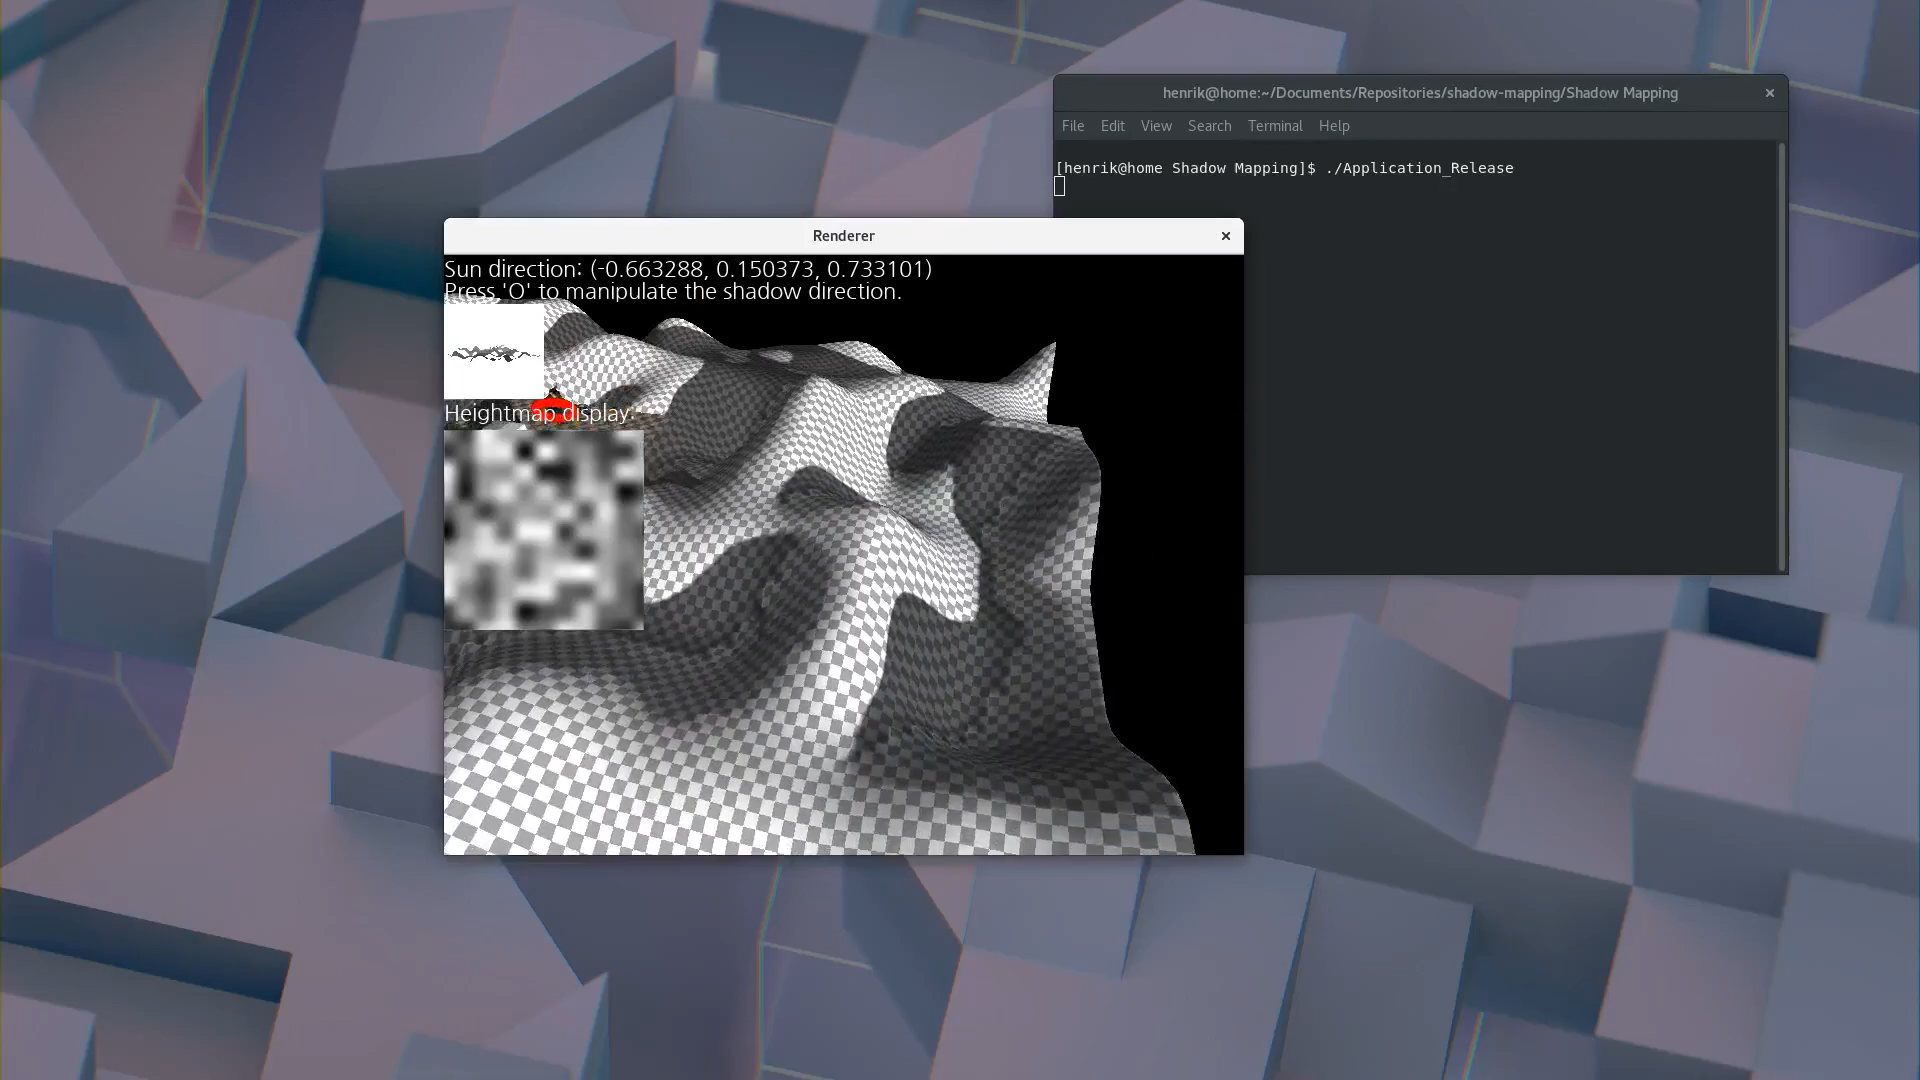 henrik@home:~/Documents/Repositories/shadow-mapping/Shadow Mapping
File Edit View Search Terminal Help
[henrik@home Shadow Mapping]$ ./Application_Release
Renderer
Sun direction: (-0.663288, 0.150373, 0.733101)
Press 'O' to manipulate the shadow direction.
Heightmap display: